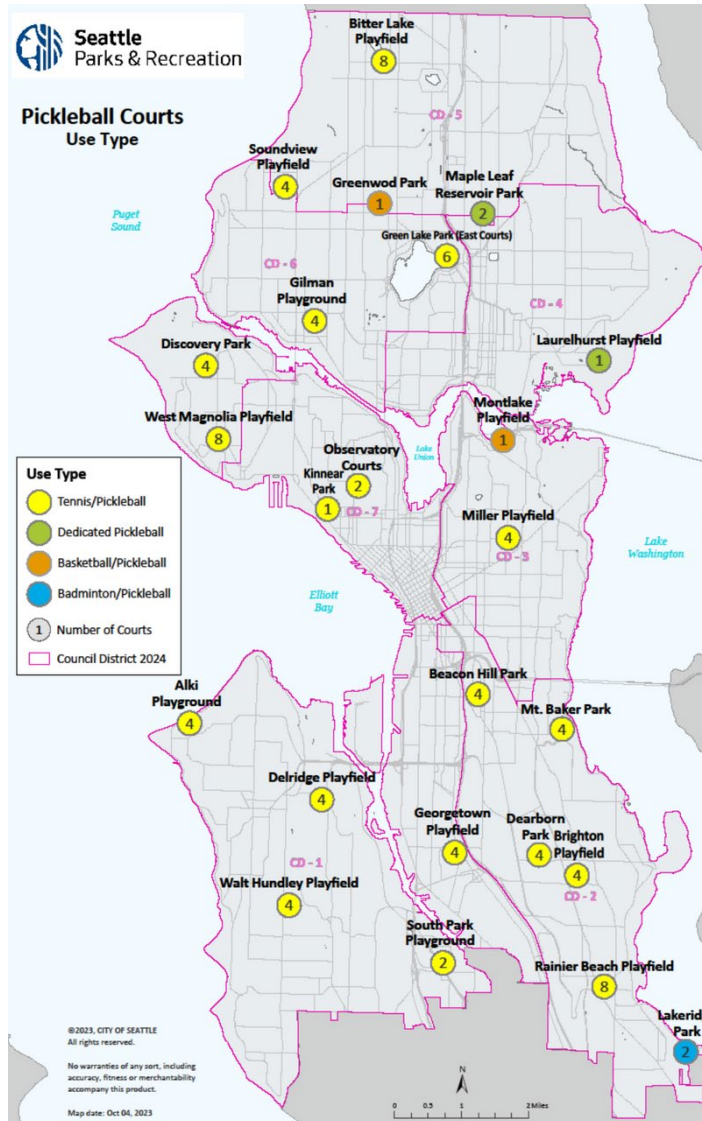 Seattle
Parks & Recreation
Pickleball Courts
Use Type
Bitter Lake
Playfield
8
CD - 5
Soundview
Playfield
4
Greenwod Park
1
Maple Leaf
Reservoir Park
2
Puget
Sound
Green Lake Park (East Courts)
6
CD - 6
Gilman
Playground
4
CD - 4
Discovery Park
4
Laurelhurst Playfield
1
West Magnolia Playfield
8
Montlake
Playfield
1
Lake
Union
Observatory
Courts
2
Kinnear
Park
1
CD - 7
Miller Playfield
4
CD - 3
Lake
Washington
Use Type
Tennis/Pickleball
Dedicated Pickleball
Basketball/Pickleball
Badminton/Pickleball
1 Number of Courts
Council District 2024
Elliott
Bay
Alki
Playground
4
Beacon Hill Park
4
Mt. Baker Park
4
Delridge Playfield
4
Georgetown
Playfield
4
Dearborn
Park
4
Brighton
Playfield
4
CD - 2
CD - 1
Walt Hundley Playfield
4
South Park
Playground
2
Rainier Beach Playfield
8
Lakerid
Park
2
©2023, CITY OF SEATTLE
All rights reserved.
No warranties of any sort, including
accuracy, fitness or merchantability
accompany this product.
Map date: Oct 04, 2023
N
0 0.5 1 2 Miles